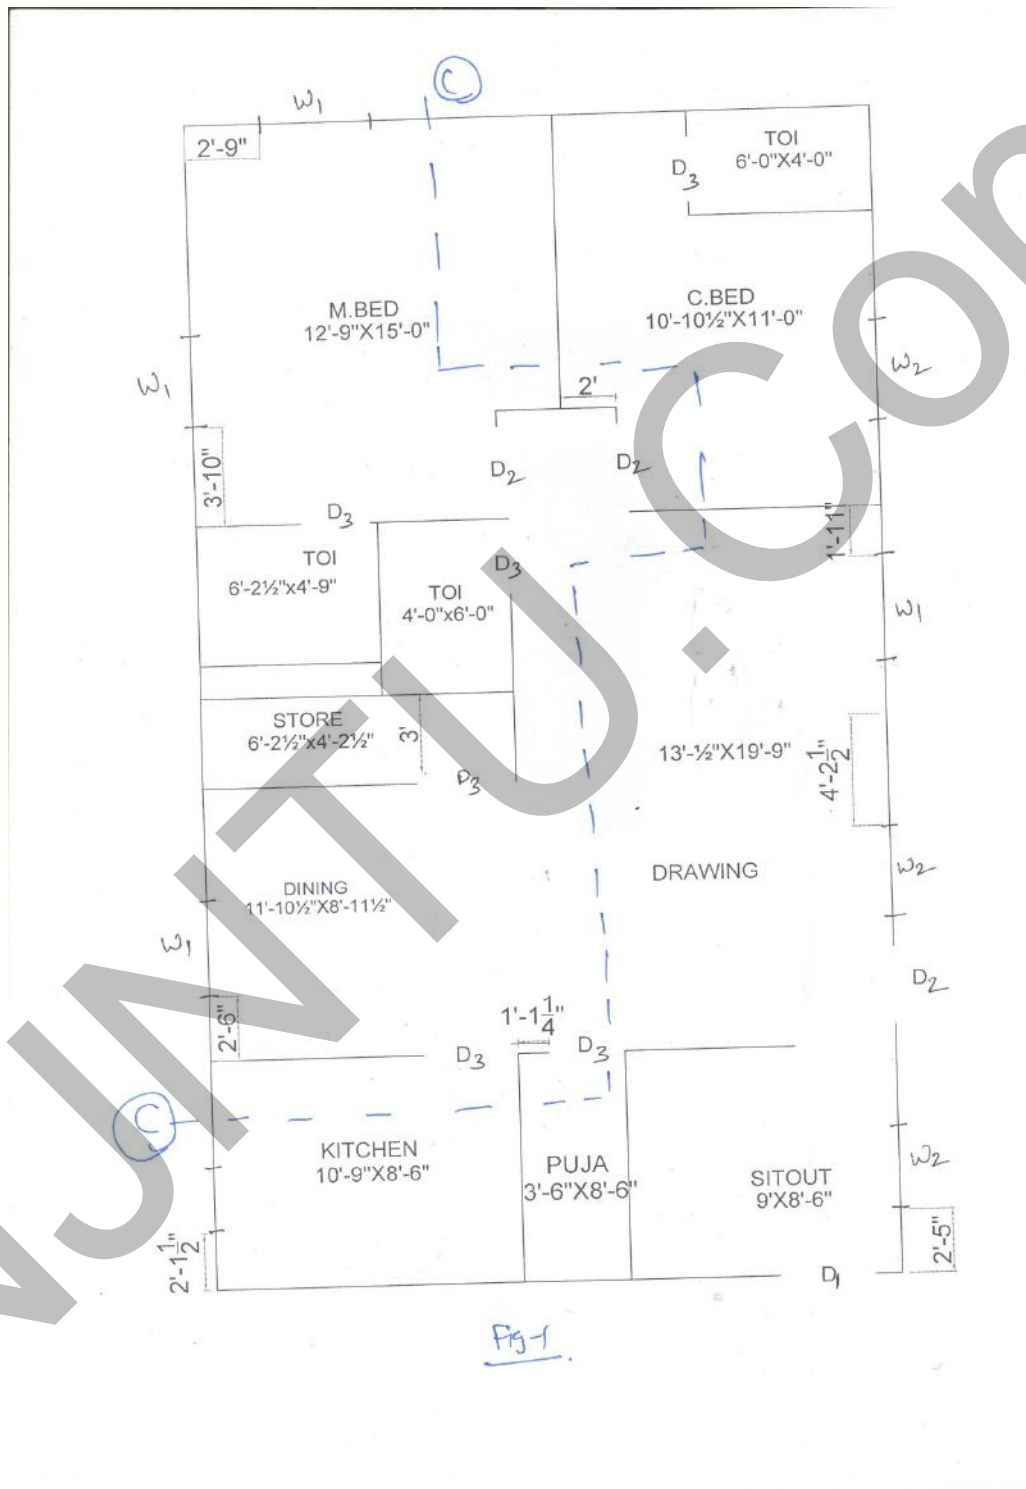 C
W1
2'-9"
TOI
6'-0"X4'-0"
D3
M.BED
12'-9"X15'-0"
C.BED
10'-10½"X11'-0"
W1
W2
2'
3'-10"
D2
D2
D3
1'-11"
TOI
6'-2½"x4'-9"
D3
TOI
4'-0"x6'-0"
W1
STORE
6'-2½"x4'-2½"
3'
D3
13'-½"X19'-9"
4'-2½"
DINING
11'-10½"X8'-11½"
DRAWING
W2
W1
D2
2'-6"
1'-1¼"
D3
D3
C
KITCHEN
10'-9"X8'-6"
PUJA
3'-6"X8'-6"
SITOUT
9'X8'-6"
W2
2'-1½"
2'-5"
D1
Fig-1
JNTU.Con